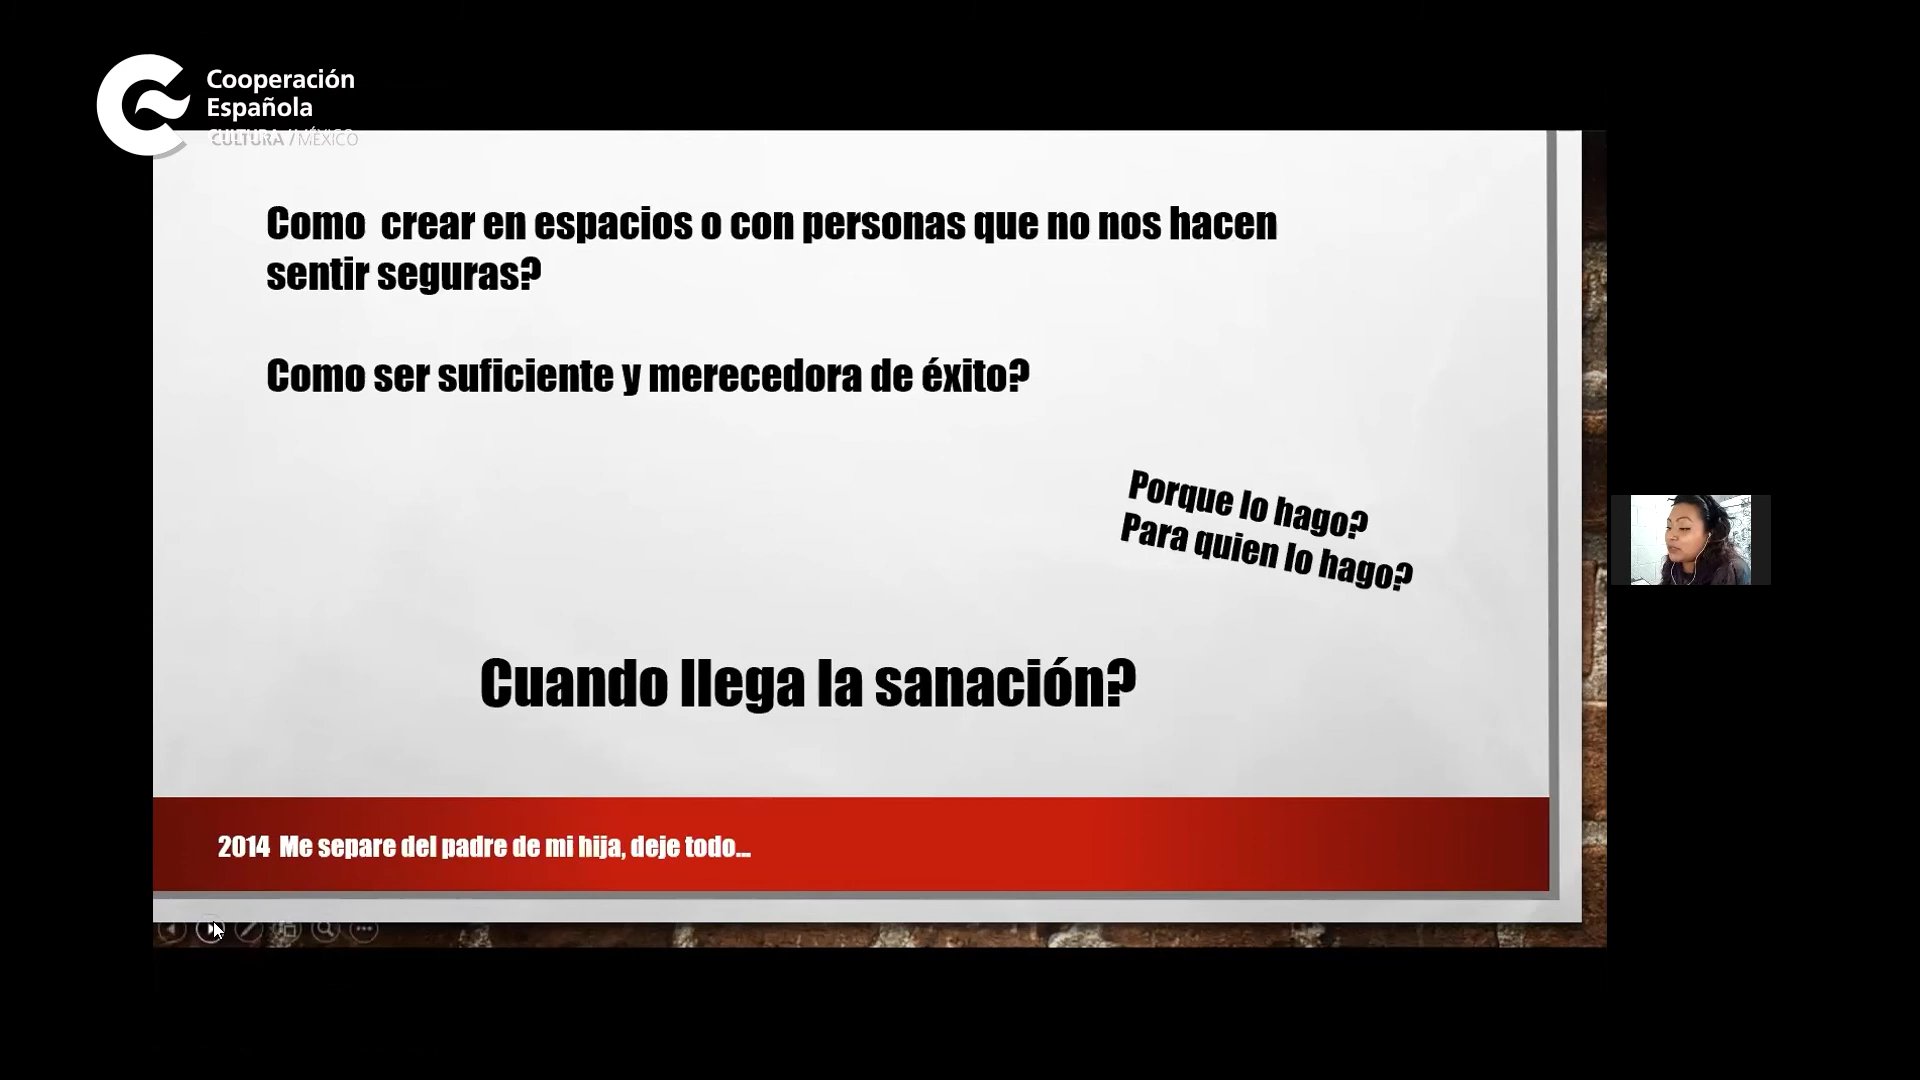 Cooperación
Española
CULTURA / MÉXICO
Como  crear en espacios o con personas que no nos hacen
sentir seguras?
Como ser suficiente y merecedora de éxito?
Porque lo hago?
Para quien lo hago?
Cuando llega la sanación?
2014  Me separe del padre de mi hija, deje todo...